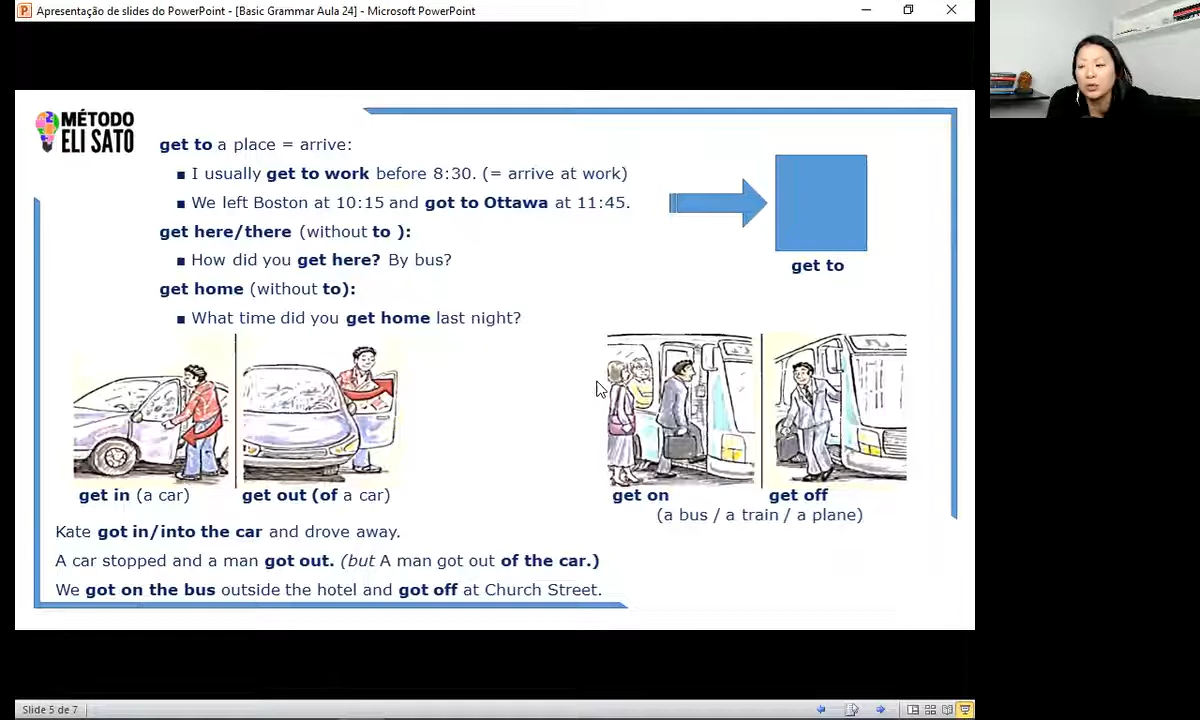 Apresentação de slides do PowerPoint - [Basic Grammar Aula 24] - Microsoft PowerPoint
MÉTODO
ELI SATO
get to a place = arrive:
▪ I usually get to work before 8:30. (= arrive at work)
▪ We left Boston at 10:15 and got to Ottawa at 11:45.
get here/there (without to ):
▪ How did you get here? By bus?
get home (without to):
▪ What time did you get home last night?
get to
get in (a car)
get out (of a car)
get on
get off
(a bus / a train / a plane)
Kate got in/into the car and drove away.
A car stopped and a man got out. (but A man got out of the car.)
We got on the bus outside the hotel and got off at Church Street.
Slide 5 de 7